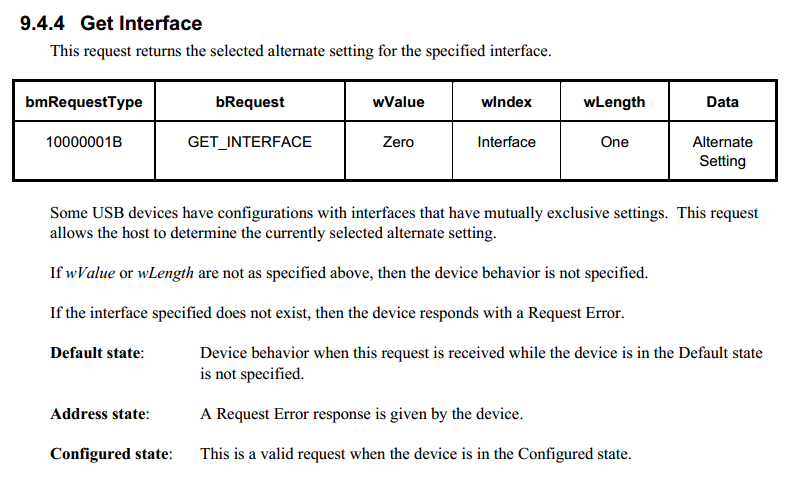 9.4.4 Get Interface
This request returns the selected alternate setting for the specified interface.
bmRequestType bRequest wValue wIndex wLength Data
10000001B GET_INTERFACE Zero Interface One Alternate
Setting
Some USB devices have configurations with interfaces that have mutually exclusive settings. This request
allows the host to determine the currently selected alternate setting.
If wValue or wLength are not as specified above, then the device behavior is not specified.
If the interface specified does not exist, then the device responds with a Request Error.
Default state: Device behavior when this request is received while the device is in the Default state
is not specified.
Address state: A Request Error response is given by the device.
Configured state: This is a valid request when the device is in the Configured state.